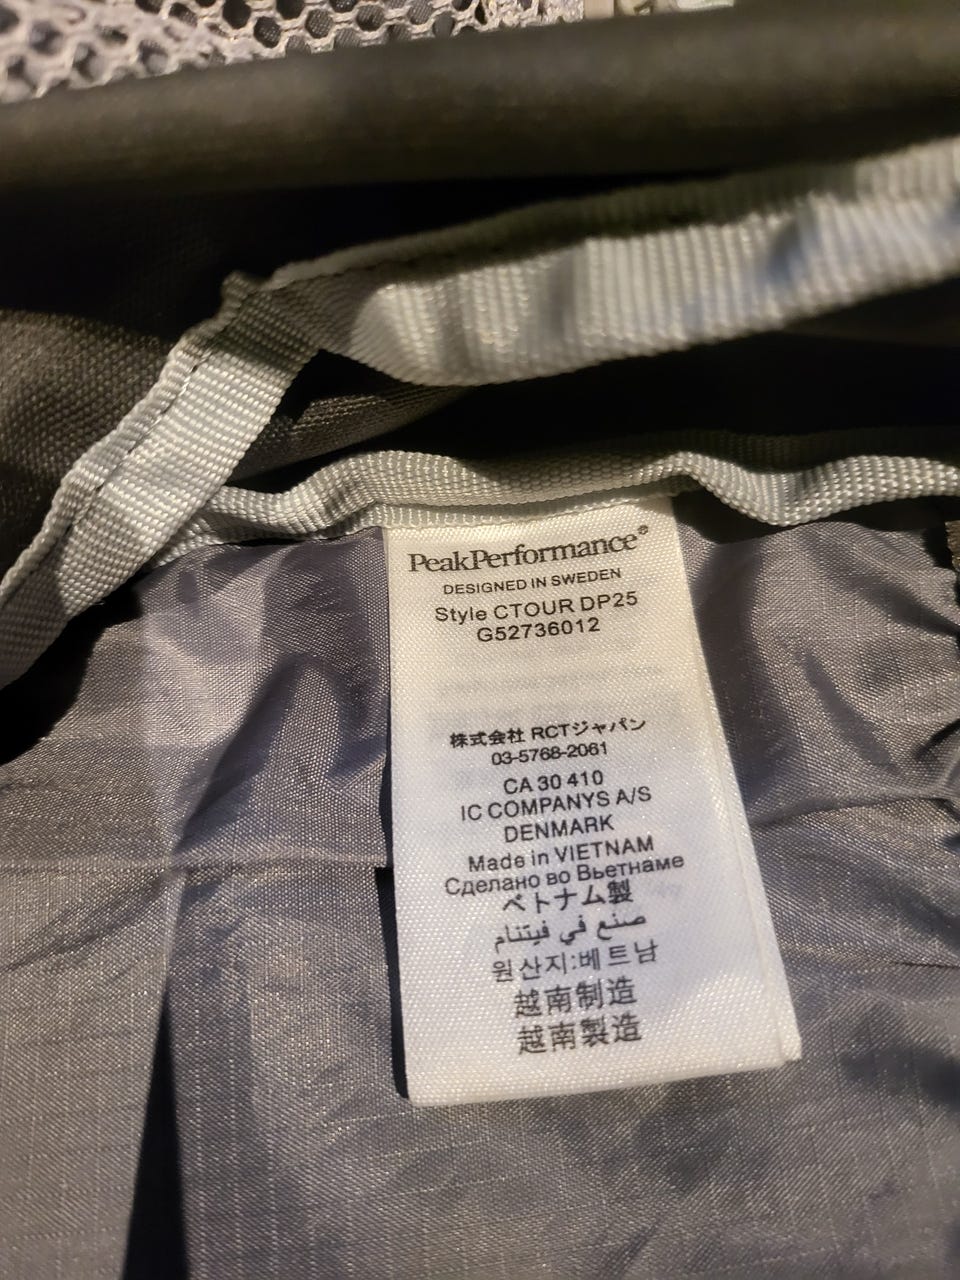 PeakPerformance®
DESIGNED IN SWEDEN
Style CTOUR DP25
G52736012
株式会社 RCTジャパン
03-5768-2061
CA 30 410
IC COMPANYS A/S
DENMARK
Made in VIETNAM
Сделано во Вьетнаме
ベトナム製
صنع في فيتنام
원산지:베트남
越南制造
越南製造